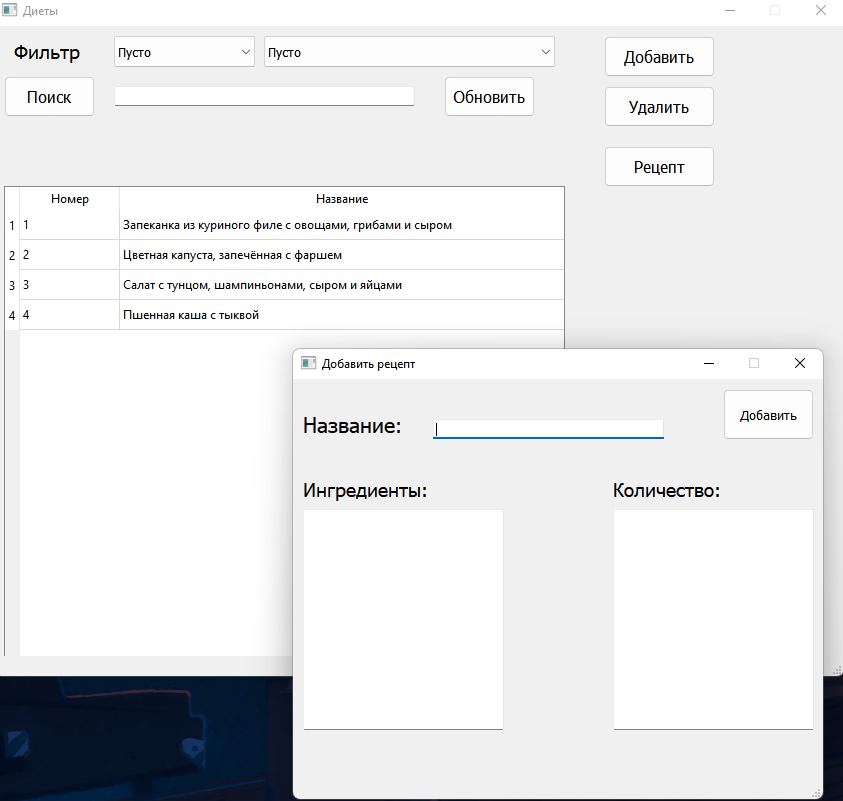 Диеты
Фильтр Пусто Пусто Добавить
Поиск Обновить Удалить
Рецепт
Номер Название
1 1 Запеканка из куриного филе с овощами, грибами и сыром
2 2 Цветная капуста, запечённая с фаршем
3 3 Салат с тунцом, шампиньонами, сыром и яйцами
4 4 Пшенная каша с тыквой
Добавить рецепт
Название: Добавить
Ингредиенты: Количество: